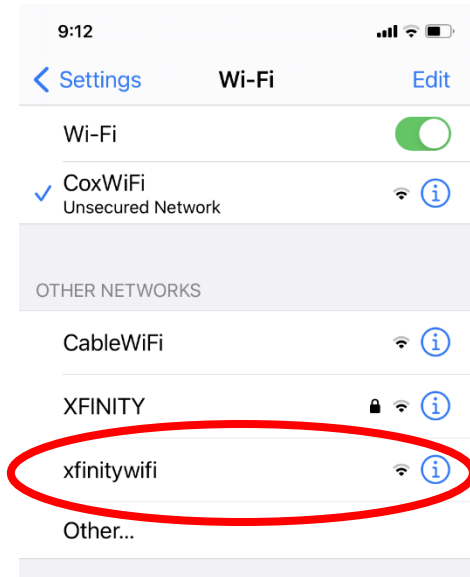 9:12
Settings Wi-Fi Edit
Wi-Fi
CoxWiFi
Unsecured Network
OTHER NETWORKS
CableWiFi
XFINITY
xfinitywifi
Other...